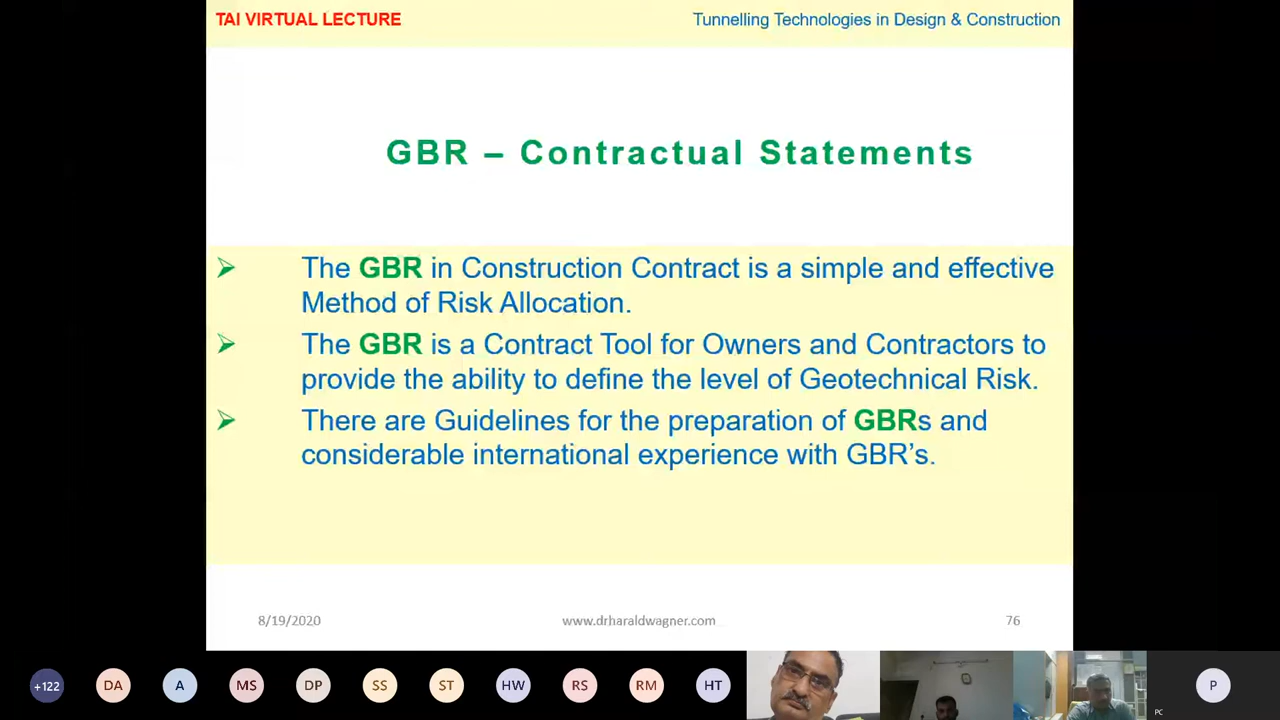 TAI VIRTUAL LECTURE Tunnelling Technologies in Design & Construction
GBR – Contractual Statements
The GBR in Construction Contract is a simple and effective
Method of Risk Allocation.
The GBR is a Contract Tool for Owners and Contractors to
provide the ability to define the level of Geotechnical Risk.
There are Guidelines for the preparation of GBRs and
considerable international experience with GBR’s.
8/19/2020 www.drharaldwagner.com 76
+122 DA A MS DP SS ST HW RS RM HT P
PC